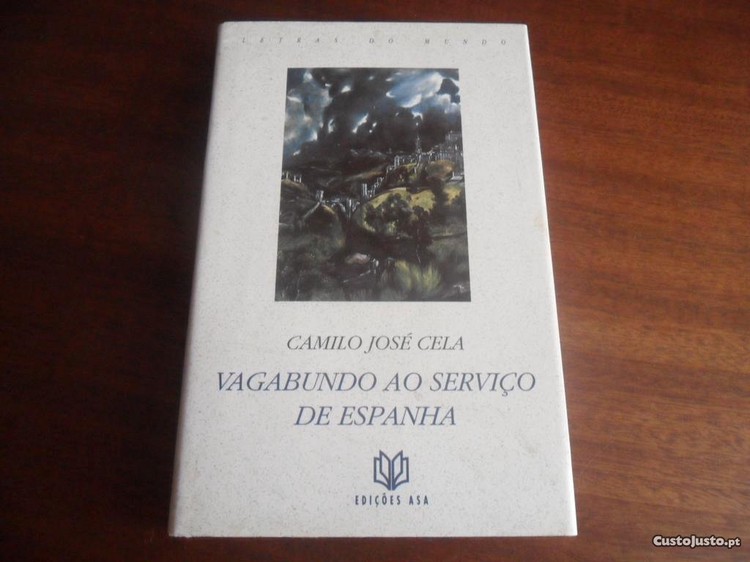 LETRAS DO MUNDO
CAMILO JOSÉ CELA
VAGABUNDO AO SERVIÇO
DE ESPANHA
EDIÇÕES ASA
CustoJusto.pt